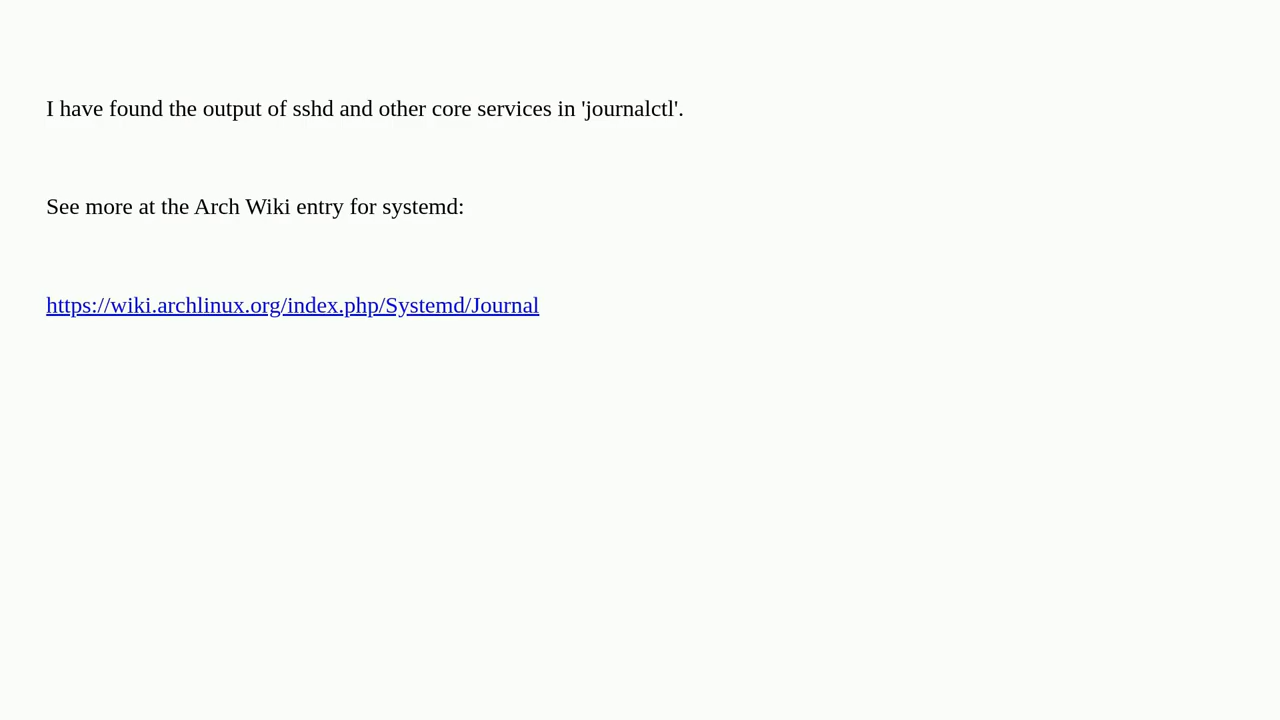 I have found the output of sshd and other core services in 'journalctl'.
See more at the Arch Wiki entry for systemd:
https://wiki.archlinux.org/index.php/Systemd/Journal